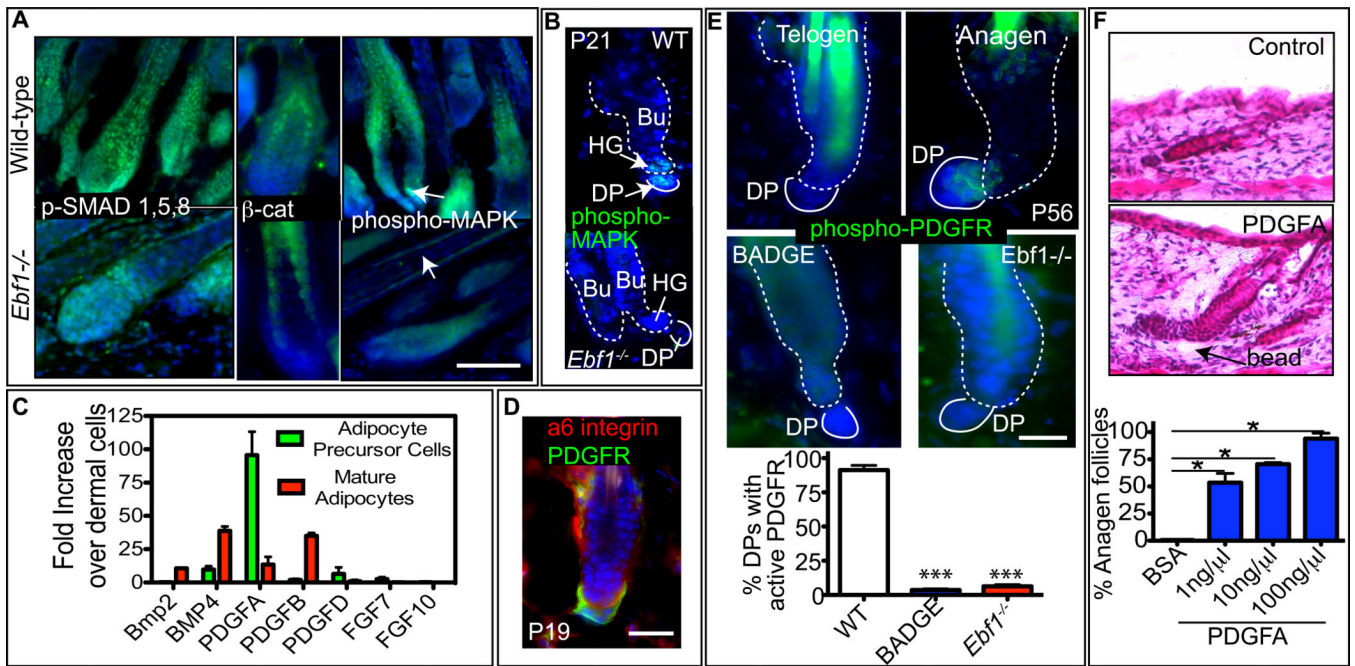 A
Wild-type
Ebf1-/-
p-SMAD 1,5,8
β-cat
phospho-MAPK
B
P21 WT
Bu
HG
DP
phospho-
MAPK
Bu
Bu
HG
Ebf1-/-
DP
C
Fold Increase
over dermal cells
125
100
75
50
25
0
Adipocyte
Precursor Cells
Mature
Adipocytes
Bmp2
BMP4
PDGFA
PDGFB
PDGFD
FGF7
FGF10
D
a6 integrin
PDGFR
P19
E
Telogen
Anagen
DP
DP
P56
phospho-PDGFR
BADGE
Ebf1-/-
DP
DP
% DPs with
active PDGFR
100
75
50
25
0
***
***
WT
BADGE
Ebf1-/-
F
Control
PDGFA
bead
% Anagen follicles
100
75
50
25
0
*
*
*
BSA
1ng/µl
10ng/µl
100ng/µl
PDGFA